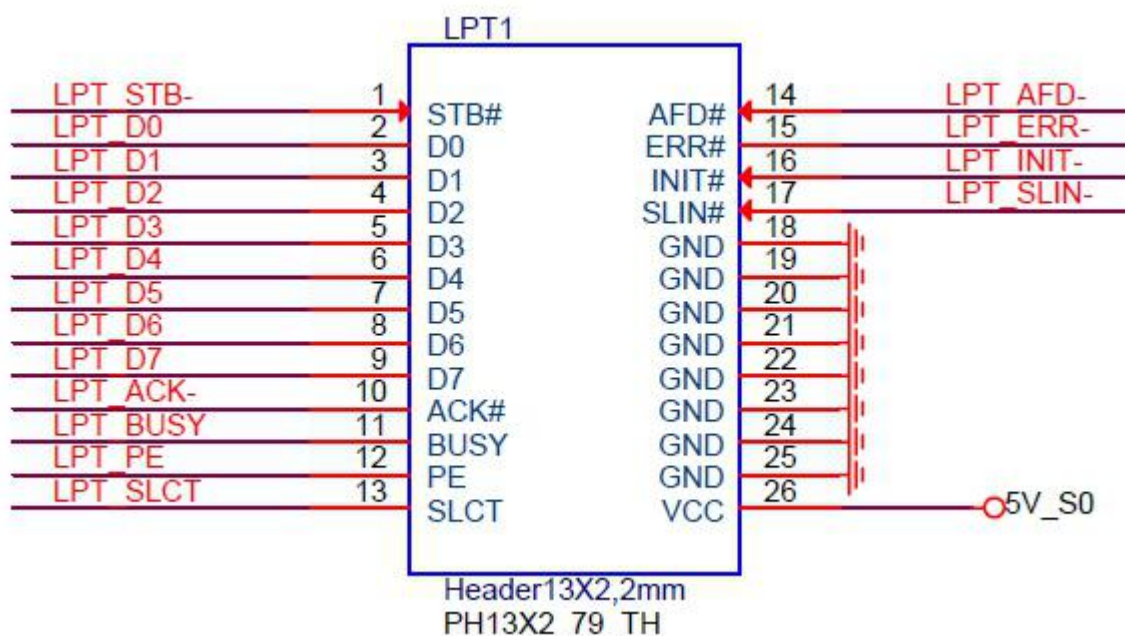 LPT1
LPT_STB- 1 STB# AFD# 14 LPT_AFD-
LPT_D0 2 D0 ERR# 15 LPT_ERR-
LPT_D1 3 D1 INIT# 16 LPT_INIT-
LPT_D2 4 D2 SLIN# 17 LPT_SLIN-
LPT_D3 5 D3 GND 18
LPT_D4 6 D4 GND 19
LPT_D5 7 D5 GND 20
LPT_D6 8 D6 GND 21
LPT_D7 9 D7 GND 22
LPT_ACK- 10 ACK# GND 23
LPT_BUSY 11 BUSY GND 24
LPT_PE 12 PE GND 25
LPT_SLCT 13 SLCT VCC 26 5V_S0
Header13X2,2mm
PH13X2_79_TH